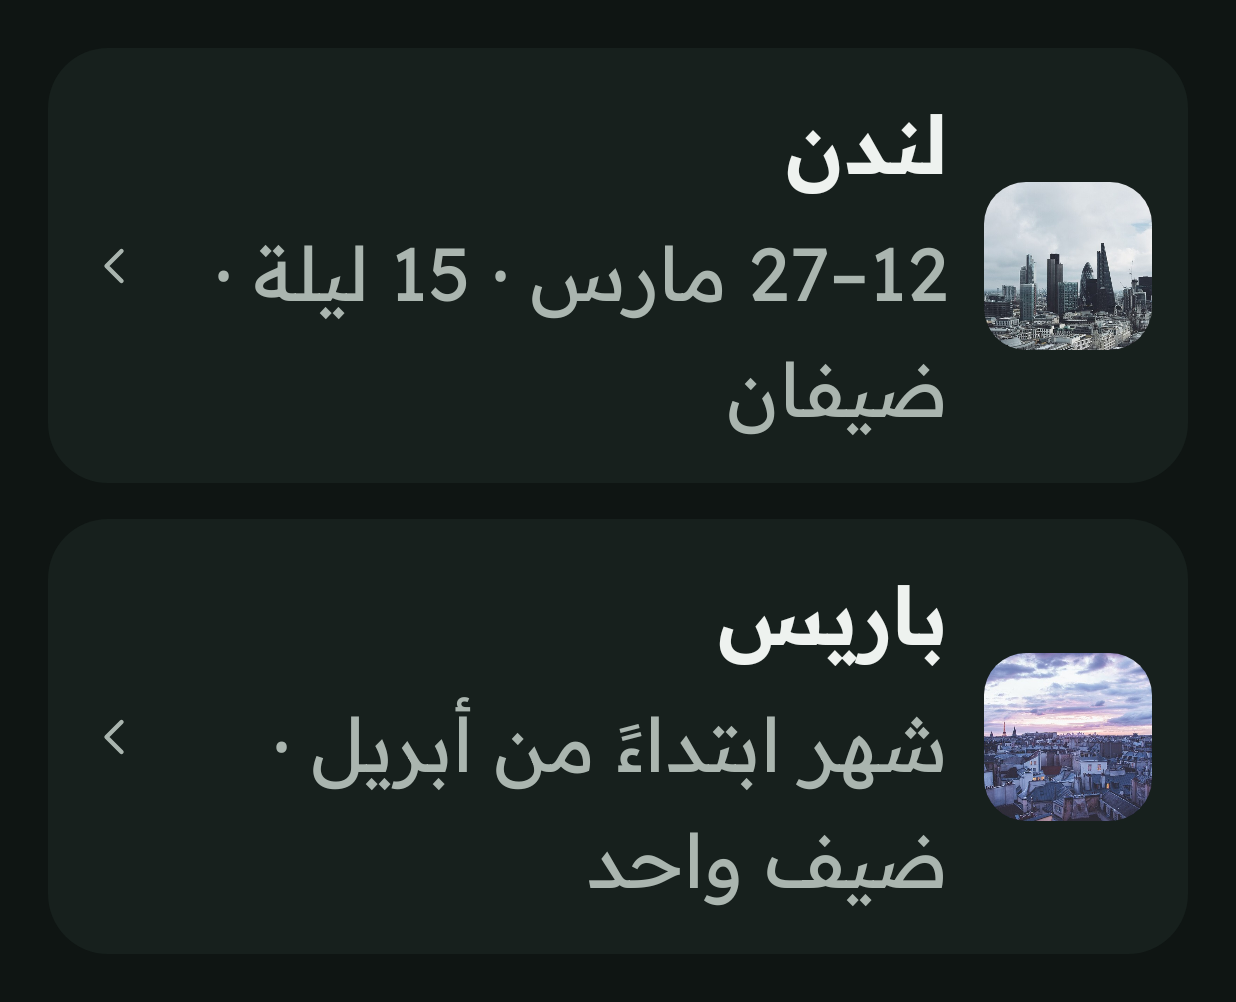 لندن
12–27 مارس · 15 ليلة ·
ضيفان
باريس
شهر ابتداءً من أبريل ·
ضيف واحد